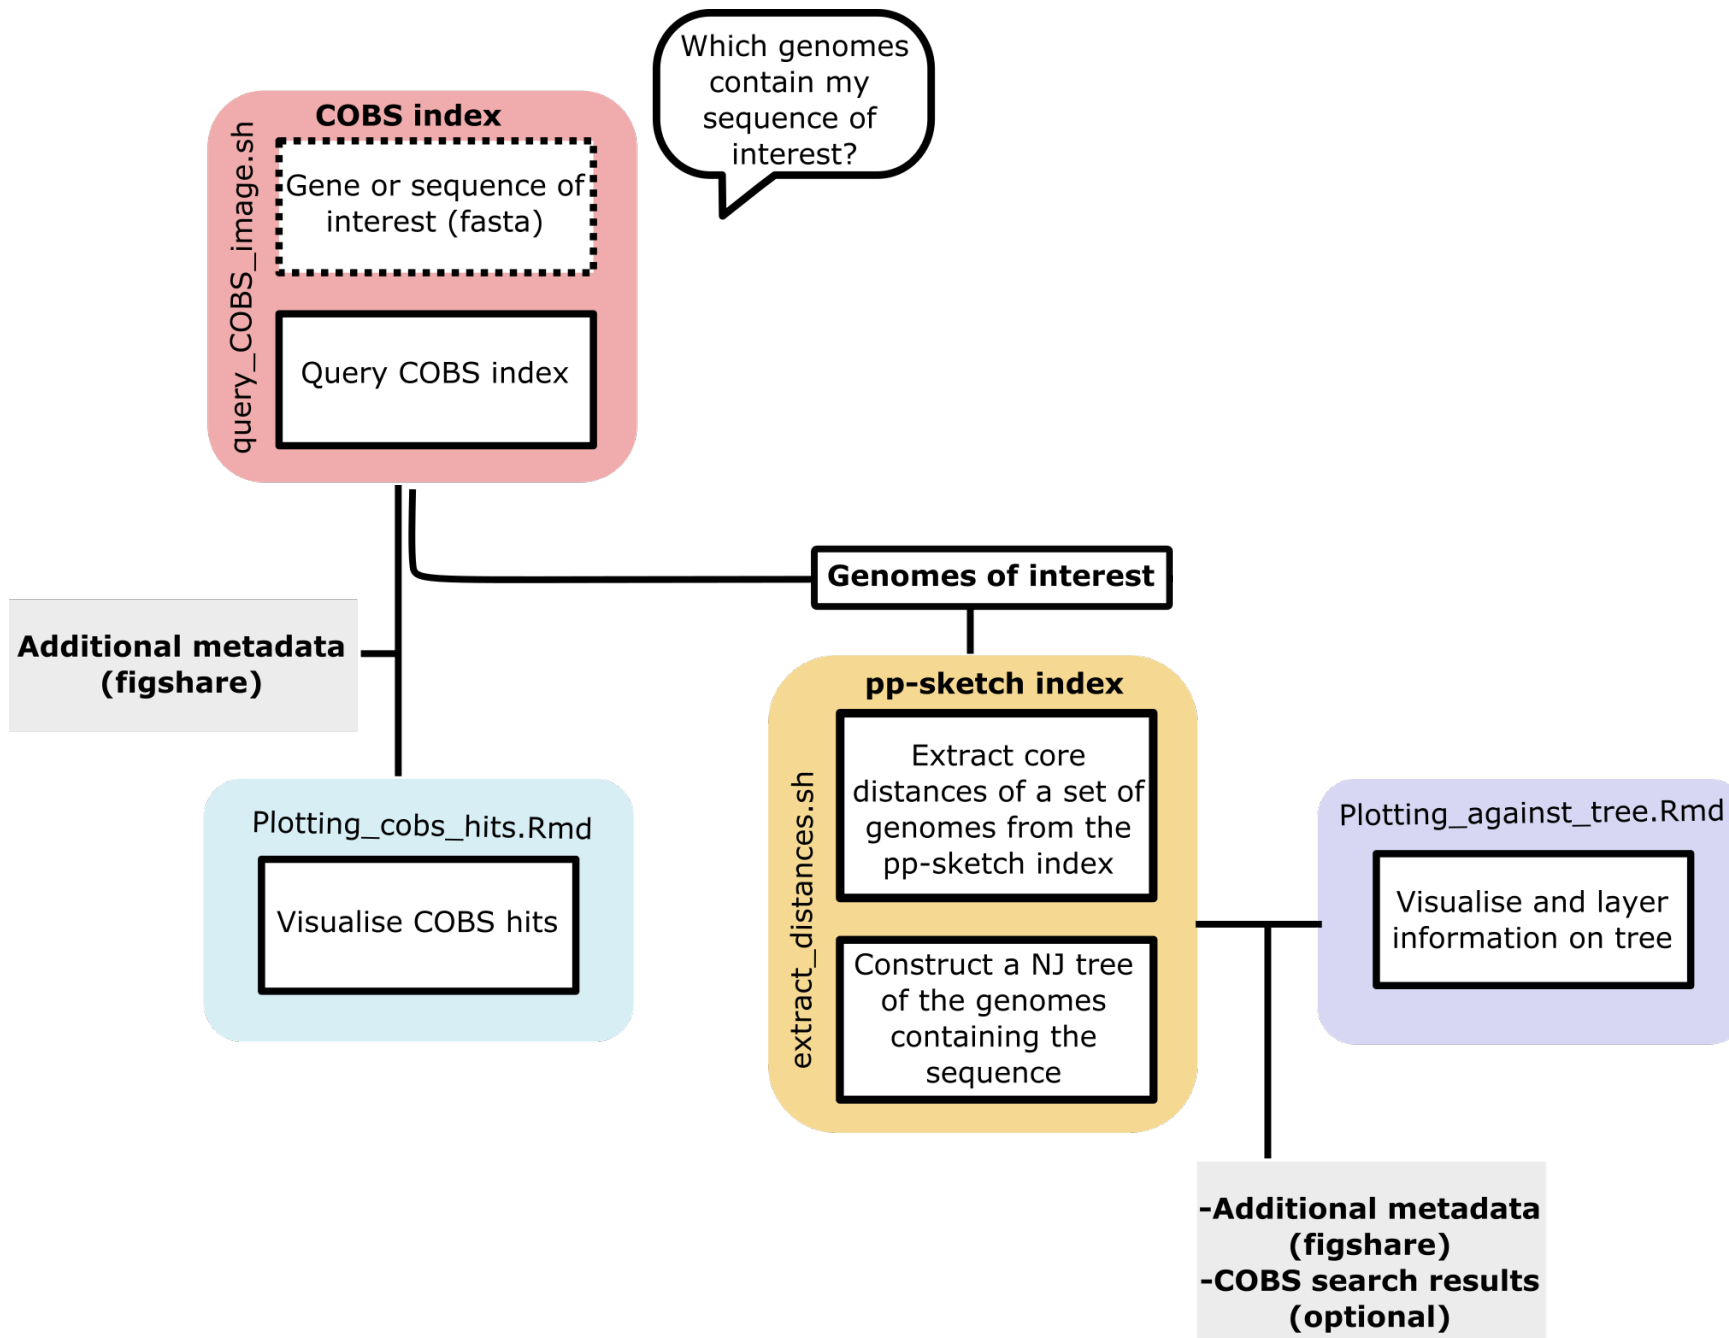 Which genomes
contain my
sequence of
interest?
COBS index
query_COBS_image.sh
Gene or sequence of
interest (fasta)
Query COBS index
Genomes of interest
Additional metadata
(figshare)
Plotting_cobs_hits.Rmd
Visualise COBS hits
pp-sketch index
extract_distances.sh
Extract core
distances of a set of
genomes from the
pp-sketch index
Construct a NJ tree
of the genomes
containing the
sequence
Plotting_against_tree.Rmd
Visualise and layer
information on tree
-Additional metadata
(figshare)
-COBS search results
(optional)